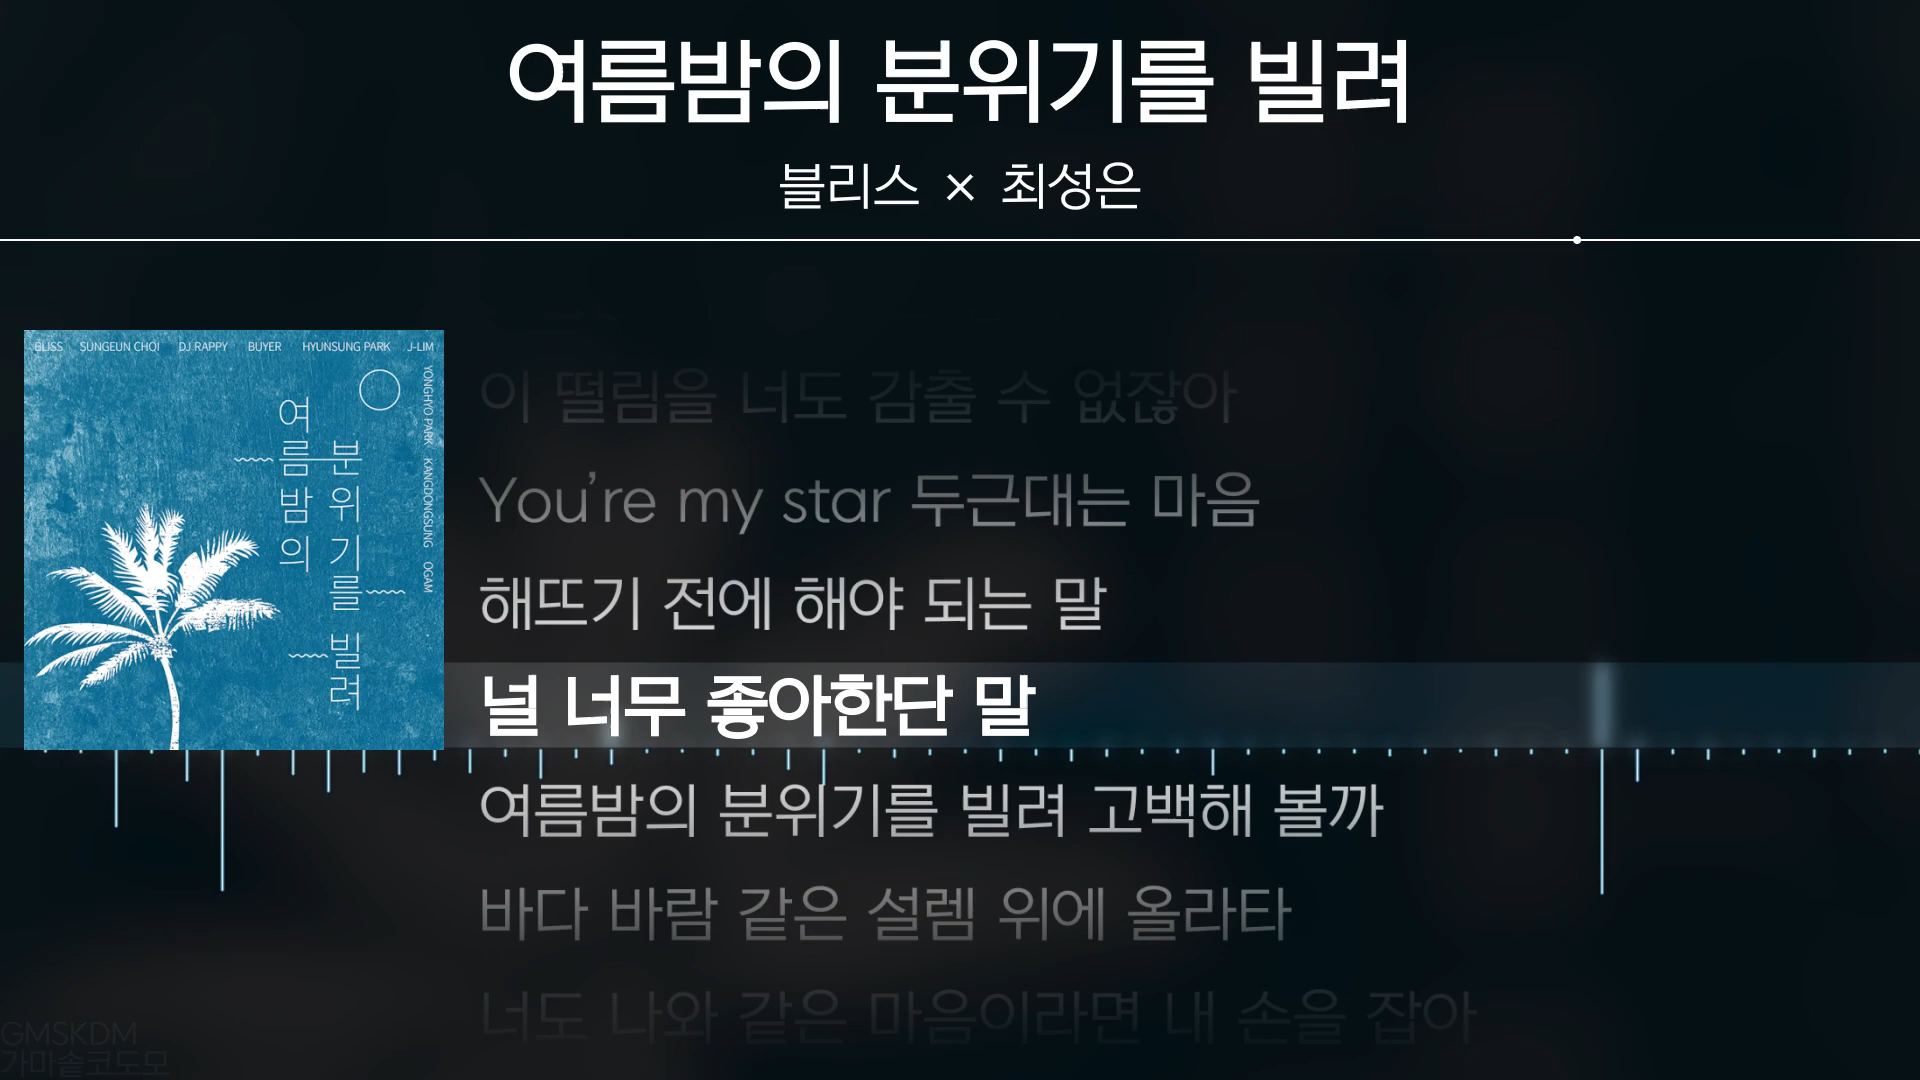 여름밤의 분위기를 빌려
블리스 × 최성은
BLISS SUNGEUN CHOI DJ RAPPY BUYER HYUNSUNG PARK J-LIM
YONGHYO PARK KANGDONGSUNG OGAM
여름밤의
분위기를 빌려
이 떨림을 너도 감출 수 없잖아
You're my star 두근대는 마음
해뜨기 전에 해야 되는 말
널 너무 좋아한단 말
여름밤의 분위기를 빌려 고백해 볼까
바다 바람 같은 설렘 위에 올라타
너도 나와 같은 마음이라면 내 손을 잡아
GMSKDM
가마솥코도모